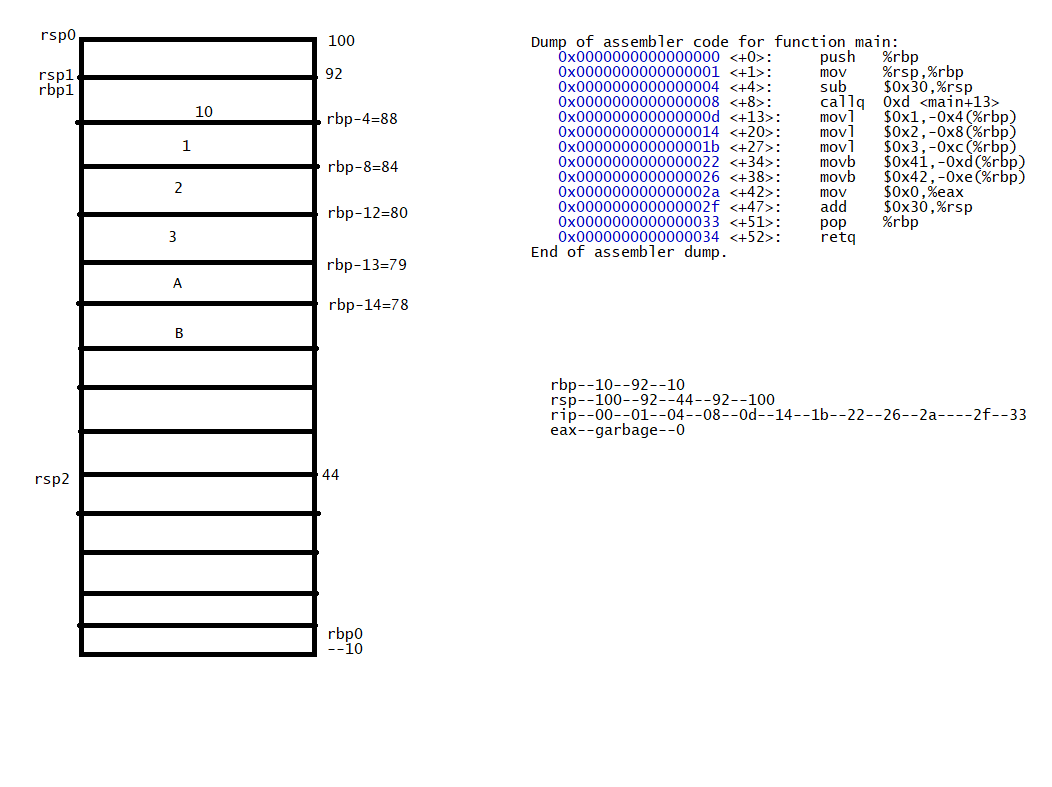 rsp0
100
rsp1
92
rbp1
10
rbp-4=88
1
rbp-8=84
2
rbp-12=80
3
rbp-13=79
A
rbp-14=78
B
rsp2
44
rbp0
--10
Dump of assembler code for function main:
0x0000000000000000 <+0>: push %rbp
0x0000000000000001 <+1>: mov %rsp,%rbp
0x0000000000000004 <+4>: sub $0x30,%rsp
0x0000000000000008 <+8>: callq 0xd <main+13>
0x000000000000000d <+13>: movl $0x1,-0x4(%rbp)
0x0000000000000014 <+20>: movl $0x2,-0x8(%rbp)
0x000000000000001b <+27>: movl $0x3,-0xc(%rbp)
0x0000000000000022 <+34>: movb $0x41,-0xd(%rbp)
0x0000000000000026 <+38>: movb $0x42,-0xe(%rbp)
0x000000000000002a <+42>: mov $0x0,%eax
0x000000000000002f <+47>: add $0x30,%rsp
0x0000000000000033 <+51>: pop %rbp
0x0000000000000034 <+52>: retq
End of assembler dump.
rbp--10--92--10
rsp--100--92--44--92--100
rip--00--01--04--08--0d--14--1b--22--26--2a----2f--33
eax--garbage--0